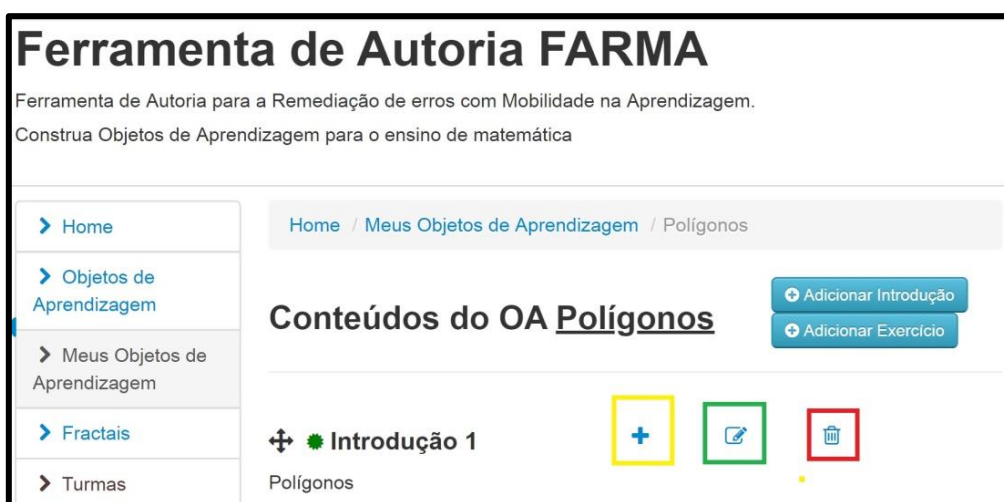 Ferramenta de Autoria FARMA
Ferramenta de Autoria para a Remediação de erros com Mobilidade na Aprendizagem.
Construa Objetos de Aprendizagem para o ensino de matemática
Home
Objetos de
Aprendizagem
Meus Objetos de
Aprendizagem
Fractais
Turmas
Home / Meus Objetos de Aprendizagem / Polígonos
Conteúdos do OA Polígonos
Adicionar Introdução
Adicionar Exercício
Introdução 1
Polígonos